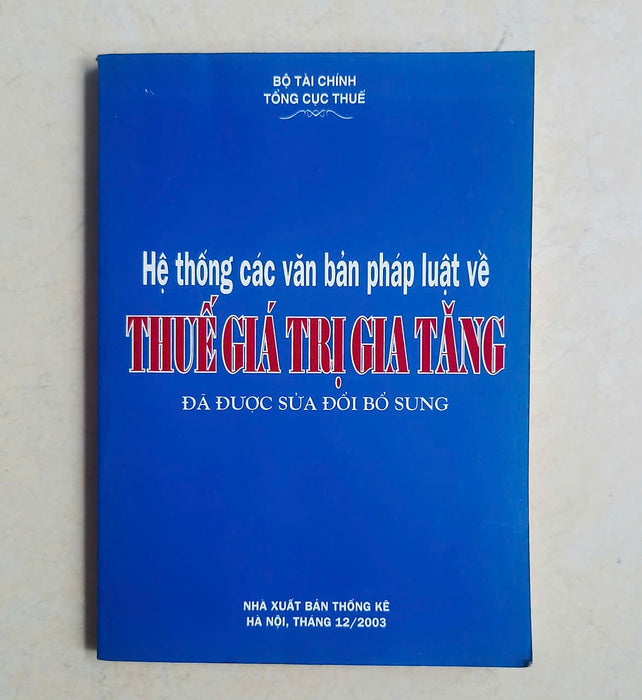 BỘ TÀI CHÍNH
TỔNG CỤC THUẾ
Hệ thống các văn bản pháp luật về
THUẾ GIÁ TRỊ GIA TĂNG
ĐÃ ĐƯỢC SỬA ĐỔI BỔ SUNG
NHÀ XUẤT BẢN THỐNG KÊ
HÀ NỘI, THÁNG 12/2003